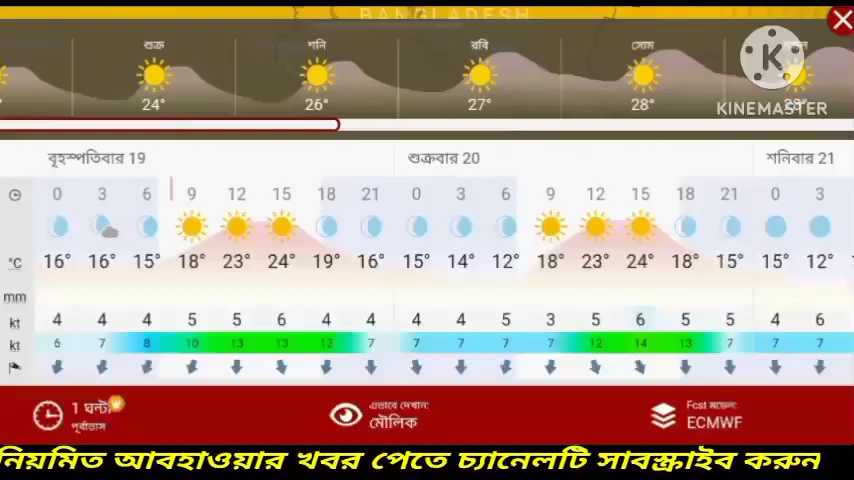 BANGLADESH
শুক্র শনি রবি সোম
24° 26° 27° 28° 28°
KINEMASTER
বৃহস্পতিবার 19 শুক্রবার 20 শনিবার 21
0 3 6 9 12 15 18 21 0 3 6 9 12 15 18 21 0 3
°C 16° 16° 15° 18° 23° 24° 19° 16° 15° 14° 12° 18° 23° 24° 18° 15° 15° 12°
mm
kt 4 4 4 5 5 6 4 4 4 4 5 3 5 6 5 5 4 6
kt 6 7 8 10 13 13 12 7 7 7 7 7 12 14 13 7 7 7
1 ঘন্টা
পূর্বাভাস
এভাবে দেখান:
মৌলিক
Fcst মডেল:
ECMWF
নিয়মিত আবহাওয়ার খবর পেতে চ্যানেলটি সাবস্ক্রাইব করুন